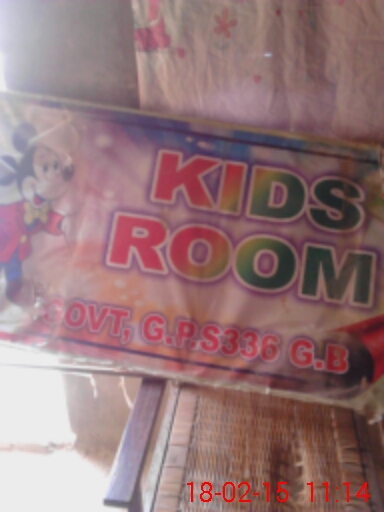 KIDS
ROOM
GOVT, G.P.S336 G.B
18-02-15 11:14